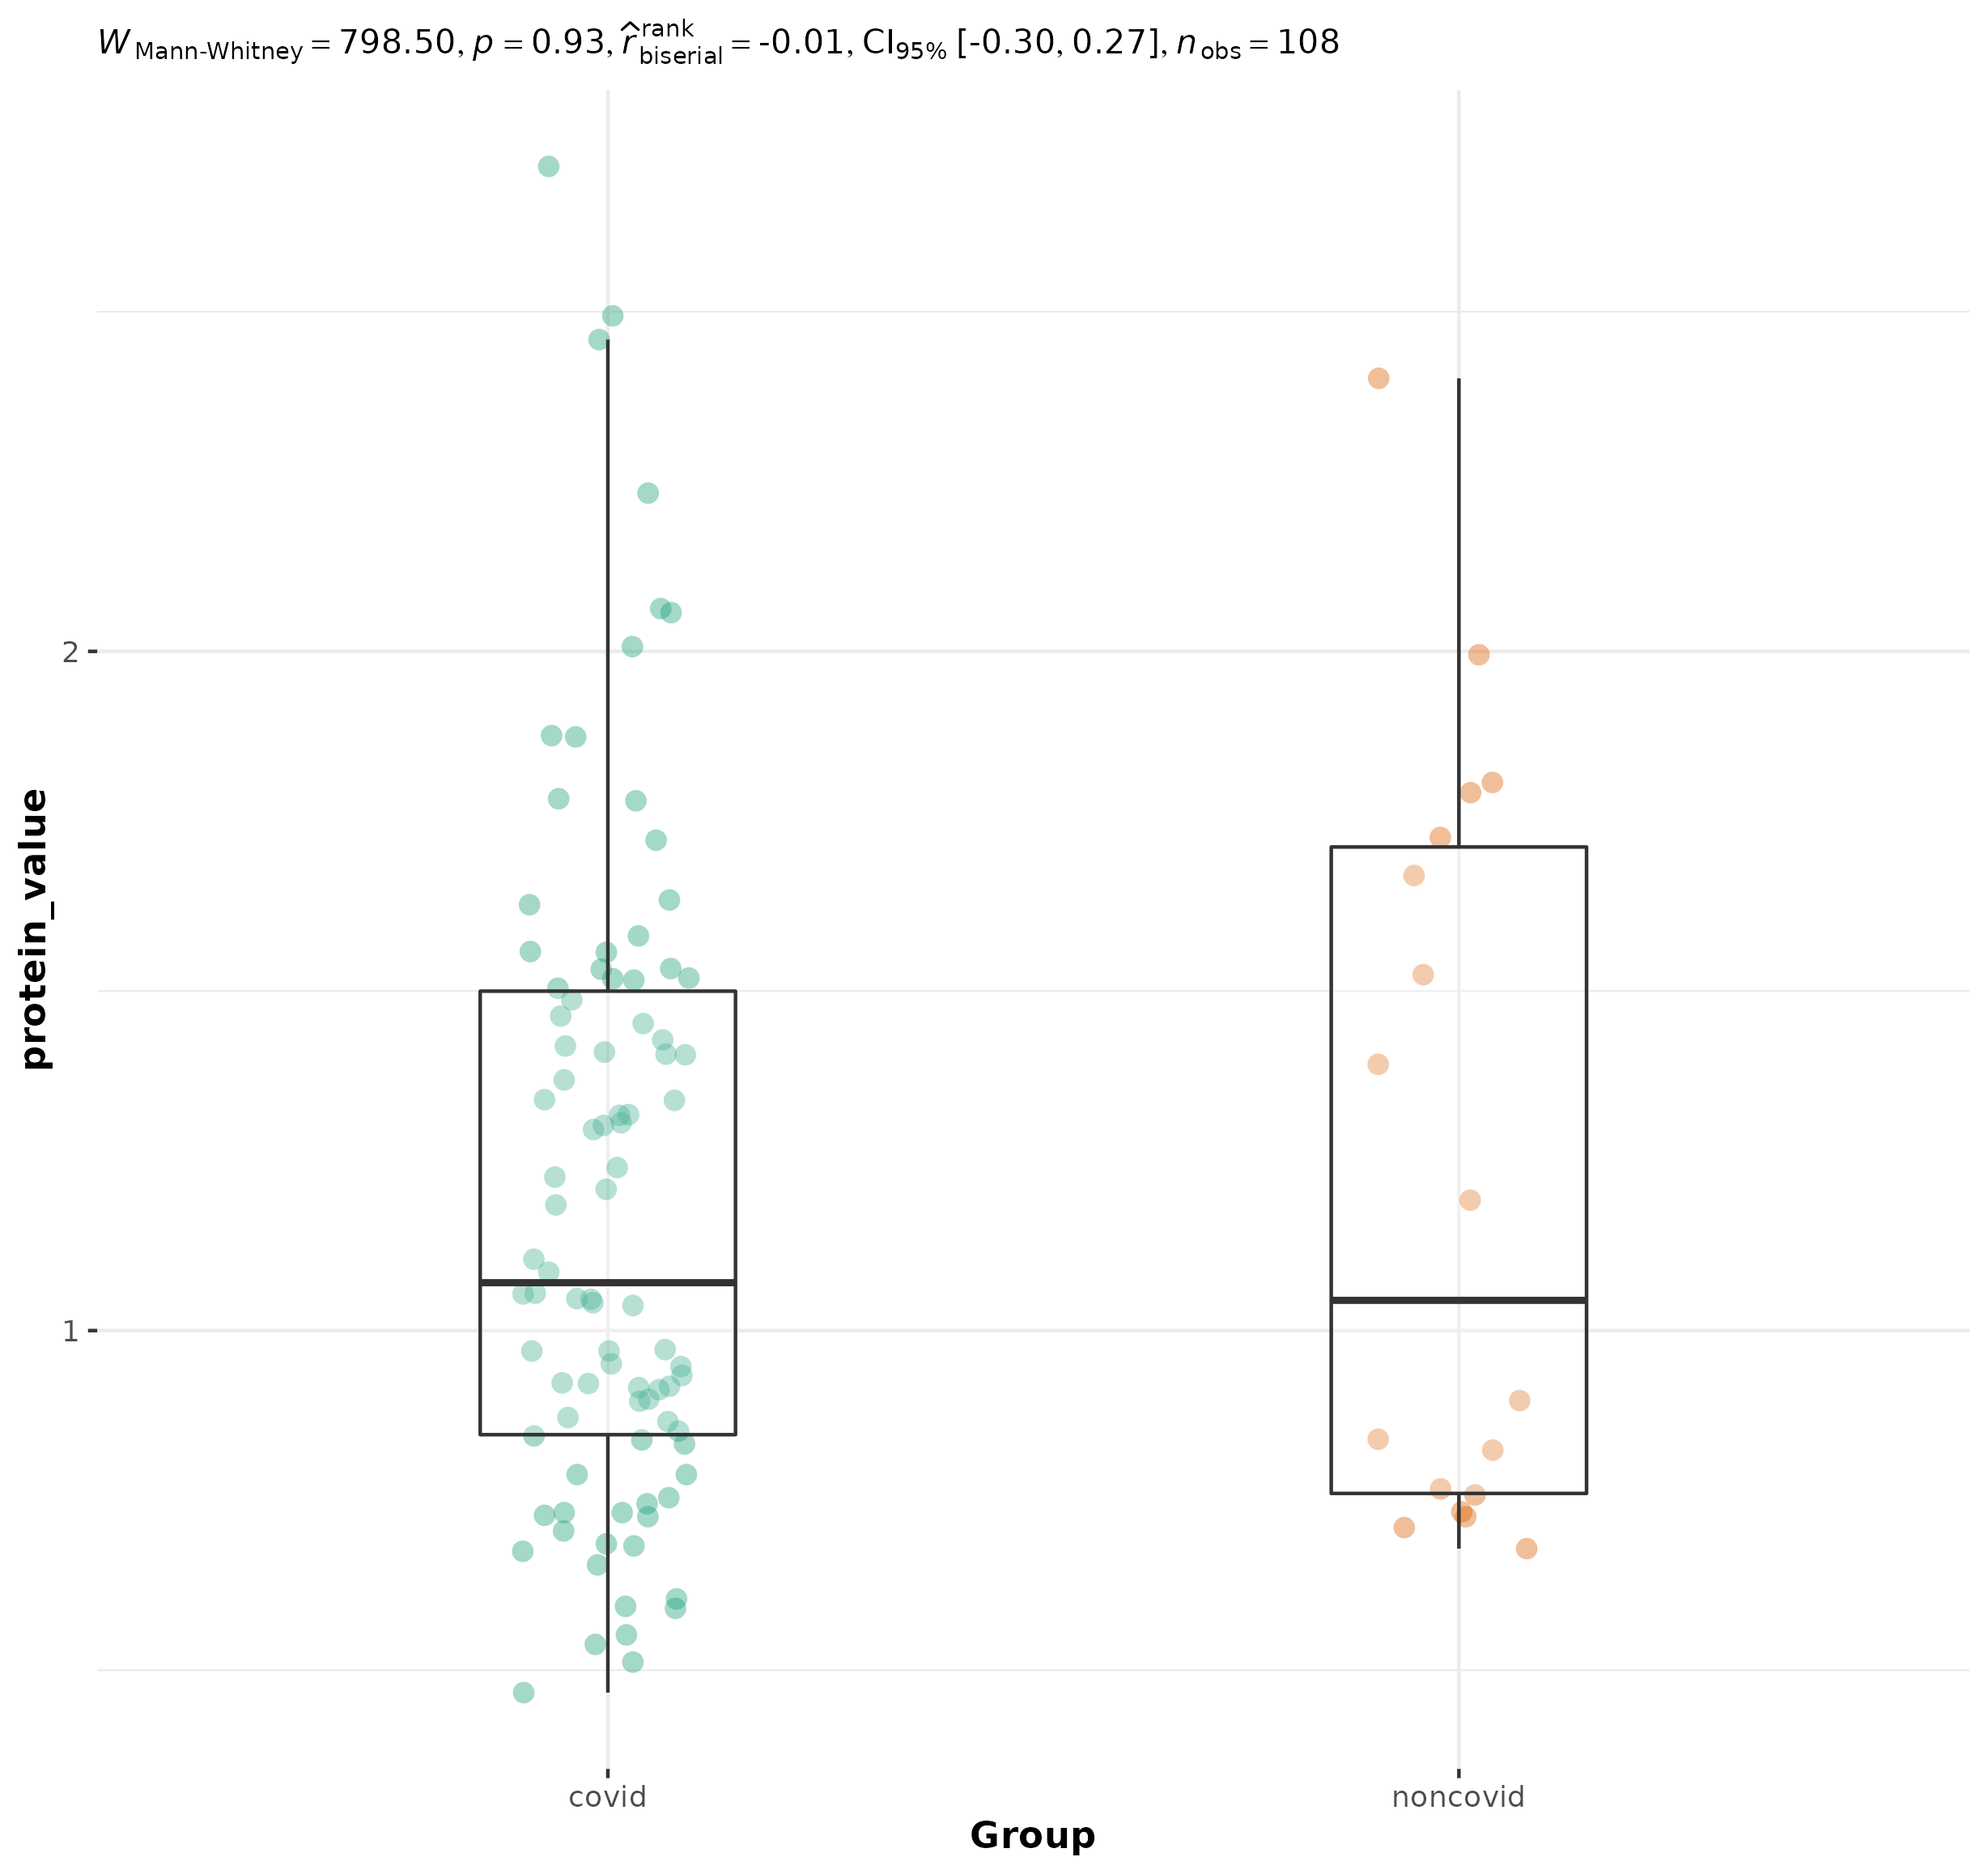 W Mann-Whitney = 798.50, p = 0.93, r̂ rank biserial = -0.01, CI95% [-0.30, 0.27], n obs = 108
2
1
protein_value
covid noncovid
Group